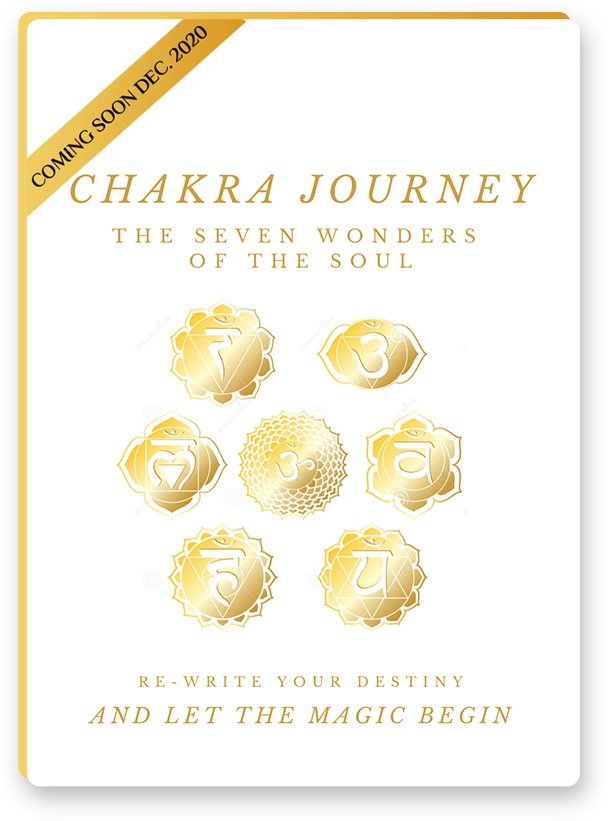 COMING SOON DEC. 2020
CHAKRA JOURNEY
THE SEVEN WONDERS
OF THE SOUL
रं
उ
लं
ॐ
वं
हं
यं
RE-WRITE YOUR DESTINY
AND LET THE MAGIC BEGIN